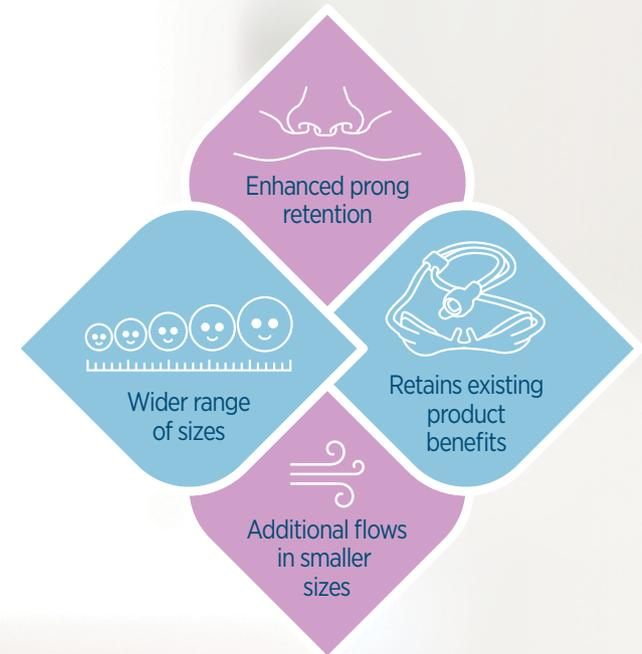 Enhanced prong
retention
Wider range
of sizes
Retains existing
product
benefits
Additional flows
in smaller
sizes